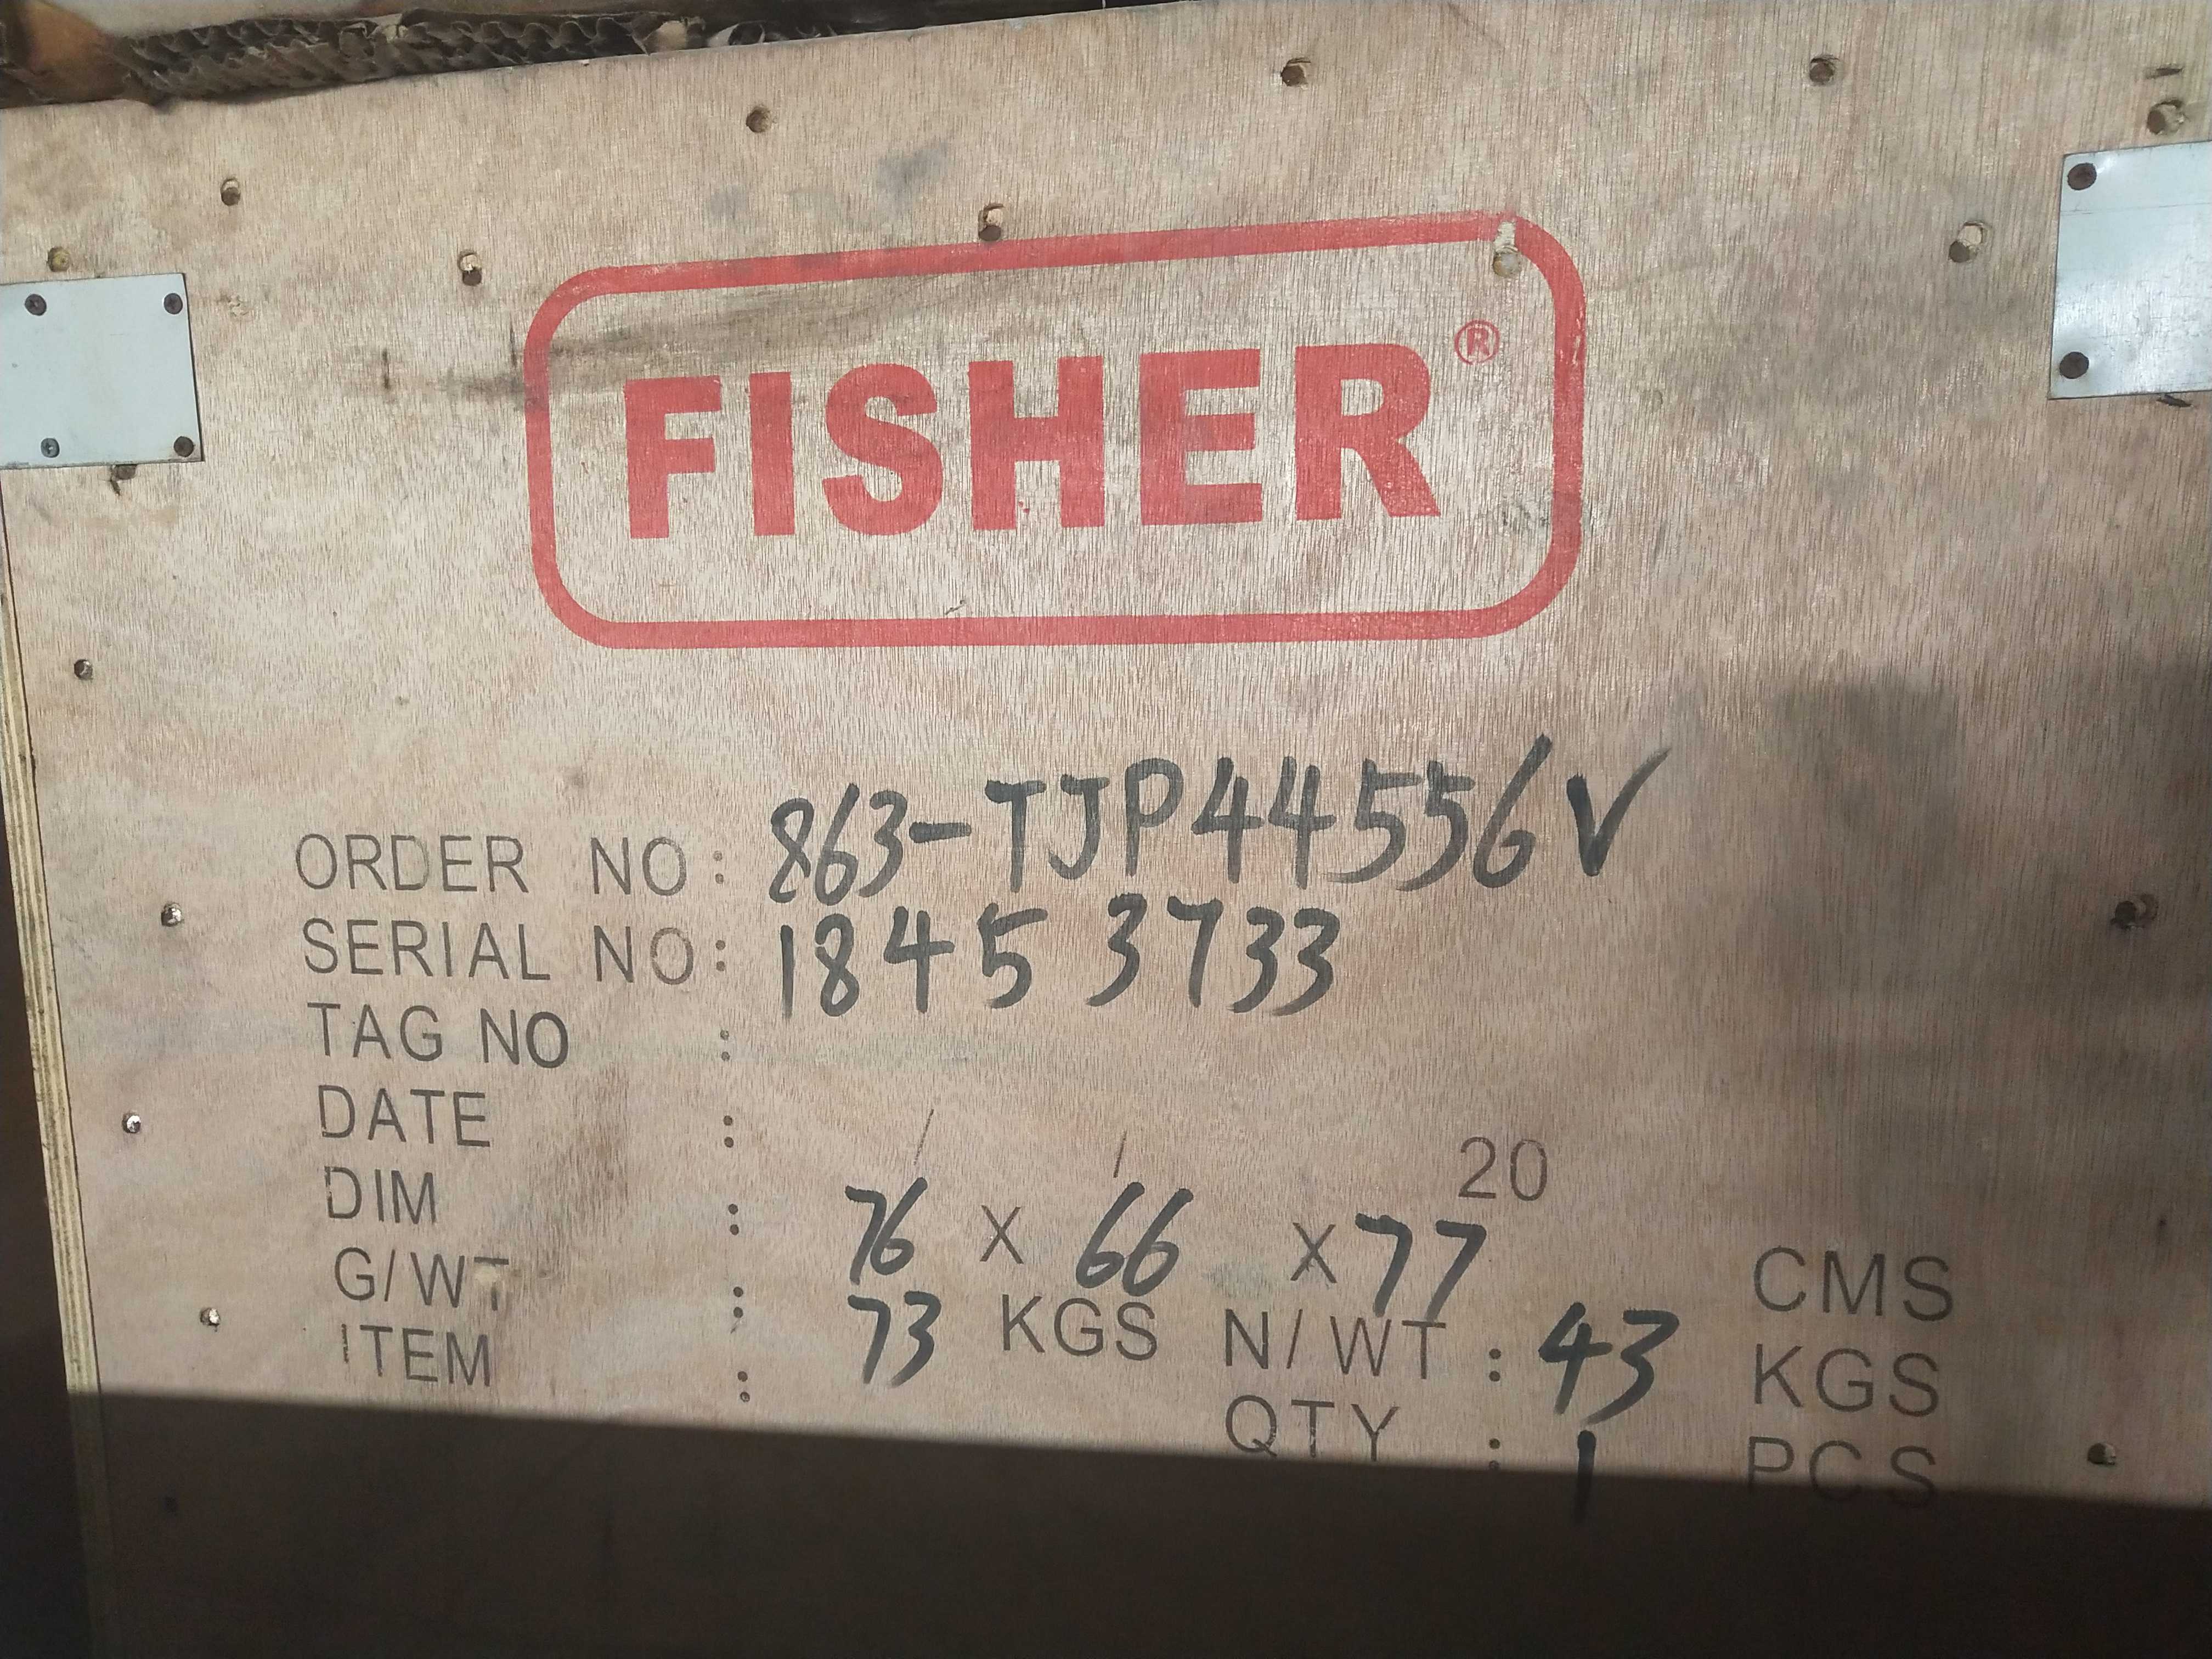 FISHER®
ORDER NO: 863-TJP44556V
SERIAL NO: 18453733
TAG NO :
DATE : / / 20
DIM : 76 X 66 X 77 CMS
G/WT : 73 KGS N/WT : 43 KGS
ITEM : QTY : 1 PCS